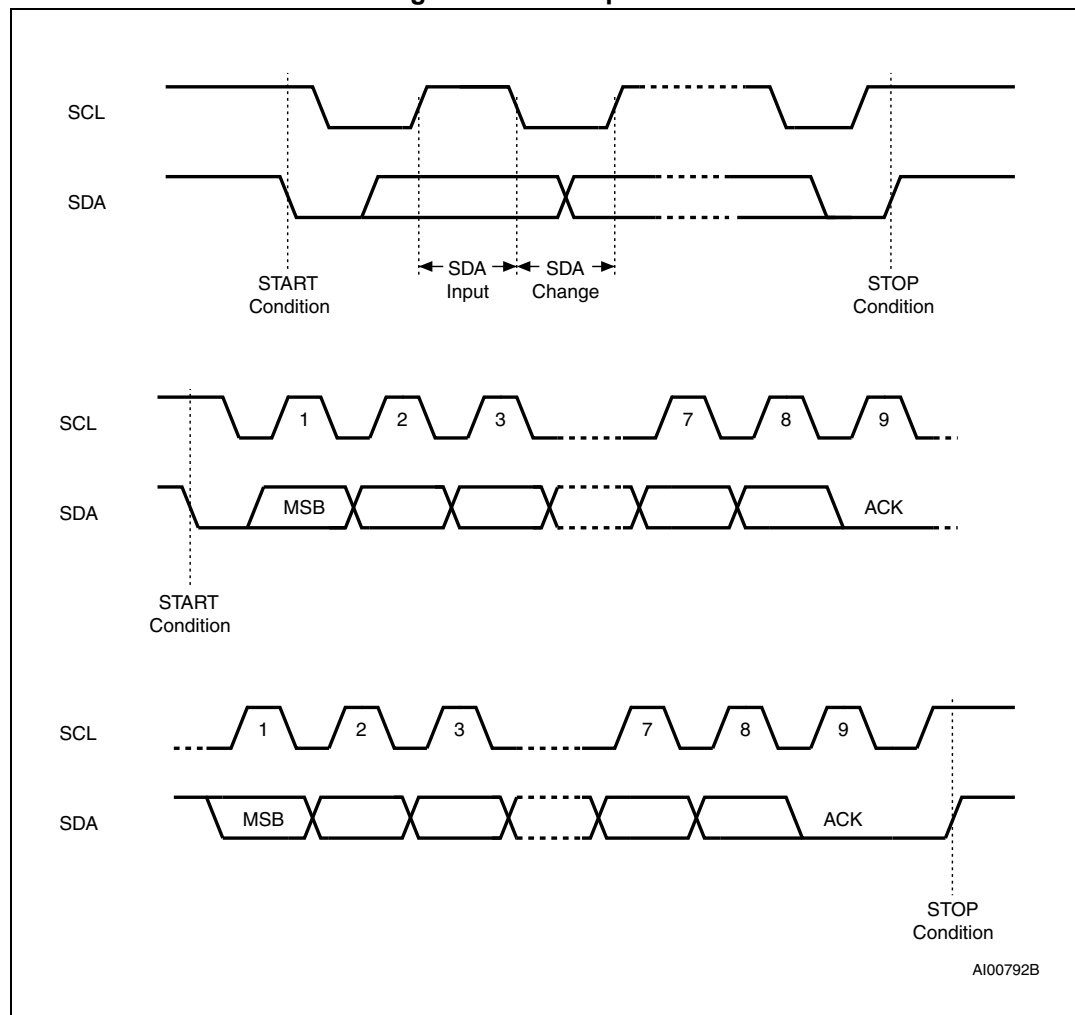 SCL
SDA
START
Condition
SDA
Input
SDA
Change
STOP
Condition
SCL
1
2
3
7
8
9
SDA
MSB
ACK
START
Condition
SCL
1
2
3
7
8
9
SDA
MSB
ACK
STOP
Condition
AI00792B